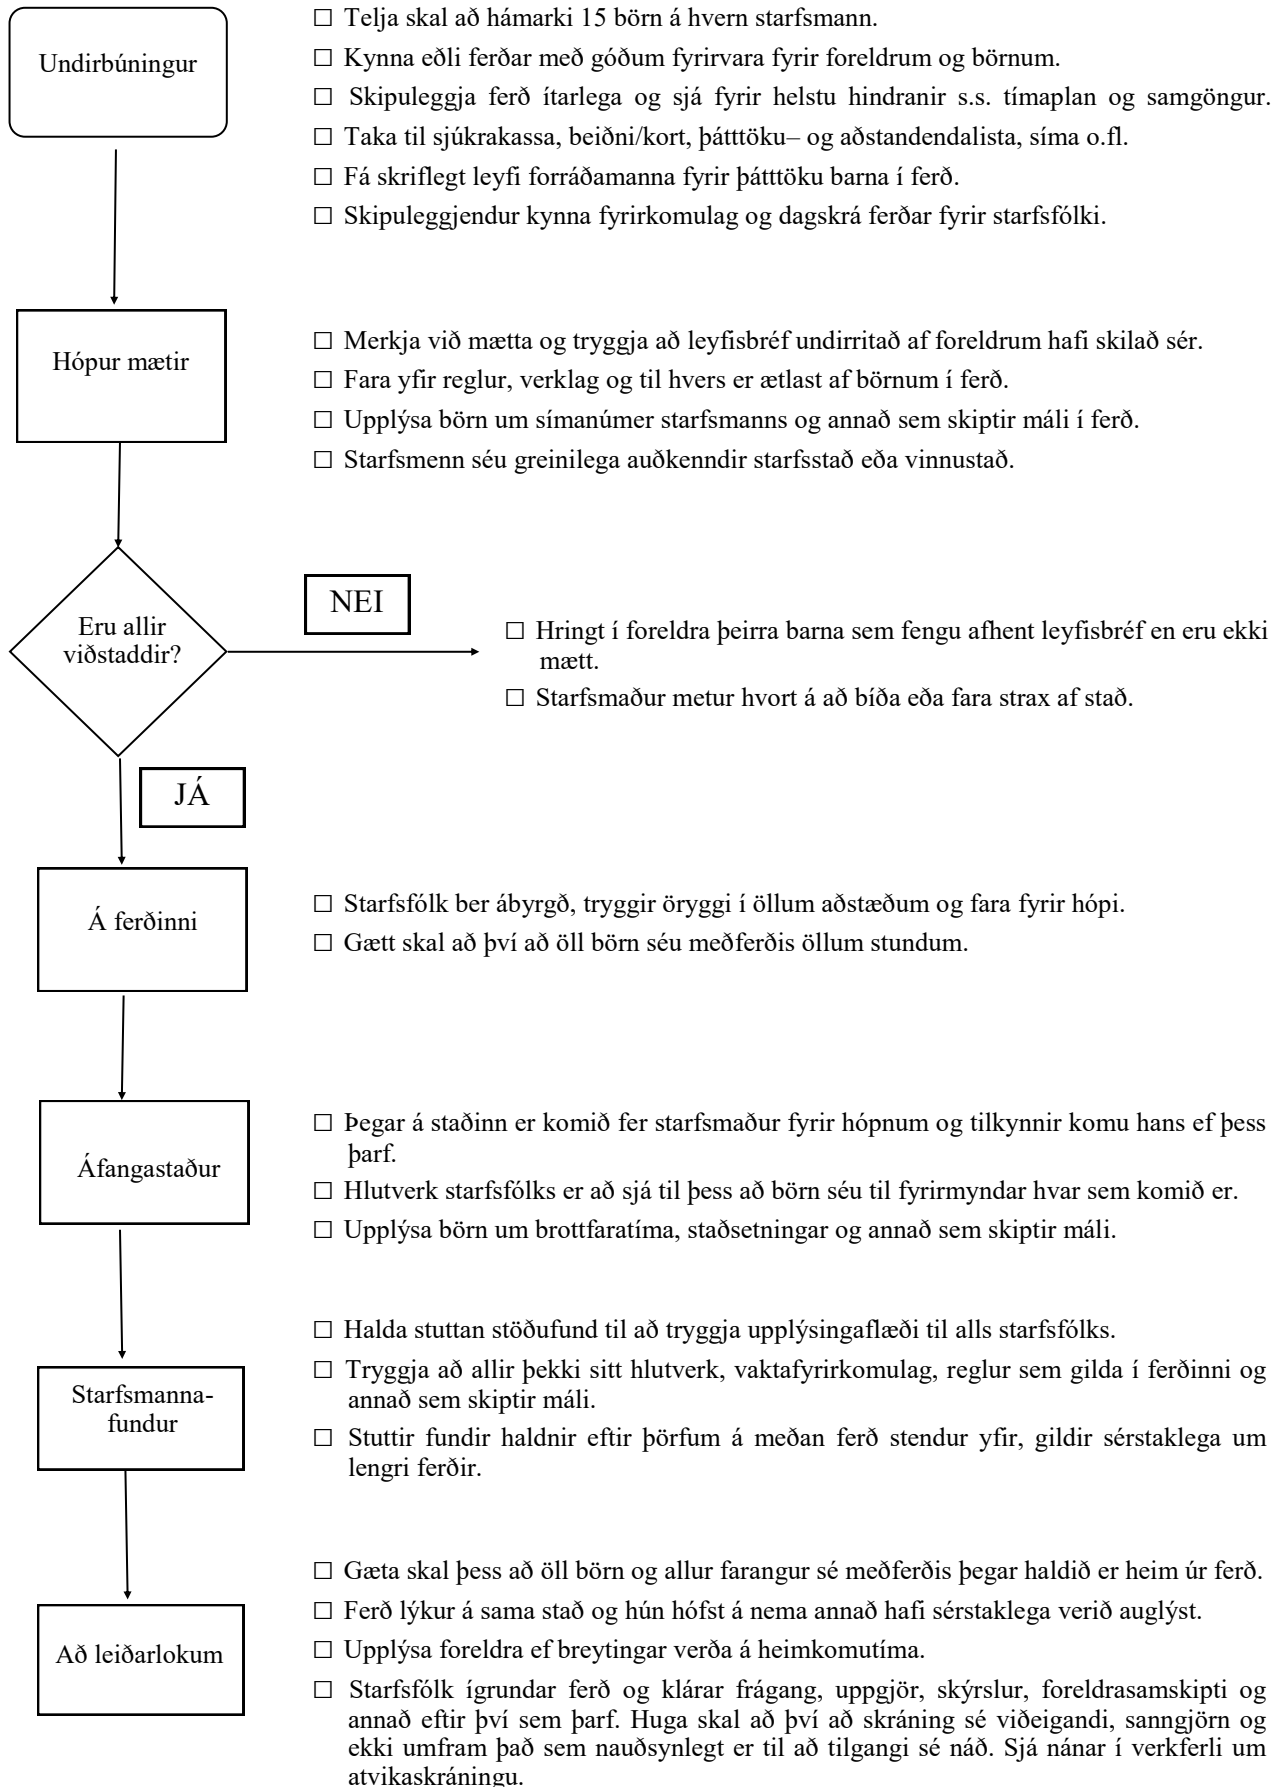 Undirbúningur
☐ Telja skal að hámarki 15 börn á hvern starfsmann.
☐ Kynna eðli ferðar með góðum fyrirvara fyrir foreldrum og börnum.
☐ Skipuleggja ferð ítarlega og sjá fyrir helstu hindranir s.s. tímaplan og samgöngur.
☐ Taka til sjúkrakassa, beiðni/kort, þátttöku– og aðstandendalista, síma o.fl.
☐ Fá skriflegt leyfi forráðamanna fyrir þátttöku barna í ferð.
☐ Skipuleggjendur kynna fyrirkomulag og dagskrá ferðar fyrir starfsfólki.
Hópur mætir
☐ Merkja við mætta og tryggja að leyfisbréf undirritað af foreldrum hafi skilað sér.
☐ Fara yfir reglur, verklag og til hvers er ætlast af börnum í ferð.
☐ Upplýsa börn um símanúmer starfsmanns og annað sem skiptir máli í ferð.
☐ Starfsmenn séu greinilega auðkenndir starfsstað eða vinnustað.
Eru allir
viðstaddir?
NEI
☐ Hringt í foreldra þeirra barna sem fengu afhent leyfisbréf en eru ekki
mætt.
☐ Starfsmaður metur hvort á að bíða eða fara strax af stað.
JÁ
Á ferðinni
☐ Starfsfólk ber ábyrgð, tryggir öryggi í öllum aðstæðum og fara fyrir hópi.
☐ Gætt skal að því að öll börn séu meðferðis öllum stundum.
Áfangastaður
☐ Þegar á staðinn er komið fer starfsmaður fyrir hópnum og tilkynnir komu hans ef þess
þarf.
☐ Hlutverk starfsfólks er að sjá til þess að börn séu til fyrirmyndar hvar sem komið er.
☐ Upplýsa börn um brottfaratíma, staðsetningar og annað sem skiptir máli.
Starfsmanna-
fundur
☐ Halda stuttan stöðufund til að tryggja upplýsingaflæði til alls starfsfólks.
☐ Tryggja að allir þekki sitt hlutverk, vaktafyrirkomulag, reglur sem gilda í ferðinni og
annað sem skiptir máli.
☐ Stuttir fundir haldnir eftir þörfum á meðan ferð stendur yfir, gildir sérstaklega um
lengri ferðir.
Að leiðarlokum
☐ Gæta skal þess að öll börn og allur farangur sé meðferðis þegar haldið er heim úr ferð.
☐ Ferð lýkur á sama stað og hún hófst á nema annað hafi sérstaklega verið auglýst.
☐ Upplýsa foreldra ef breytingar verða á heimkomutíma.
☐ Starfsfólk ígrundar ferð og klárar frágang, uppgjör, skýrslur, foreldrasamskipti og
annað eftir því sem þarf. Huga skal að því að skráning sé viðeigandi, sanngjörn og
ekki umfram það sem nauðsynlegt er til að tilgangi sé náð. Sjá nánar í verkferli um
atvikaskráningu.